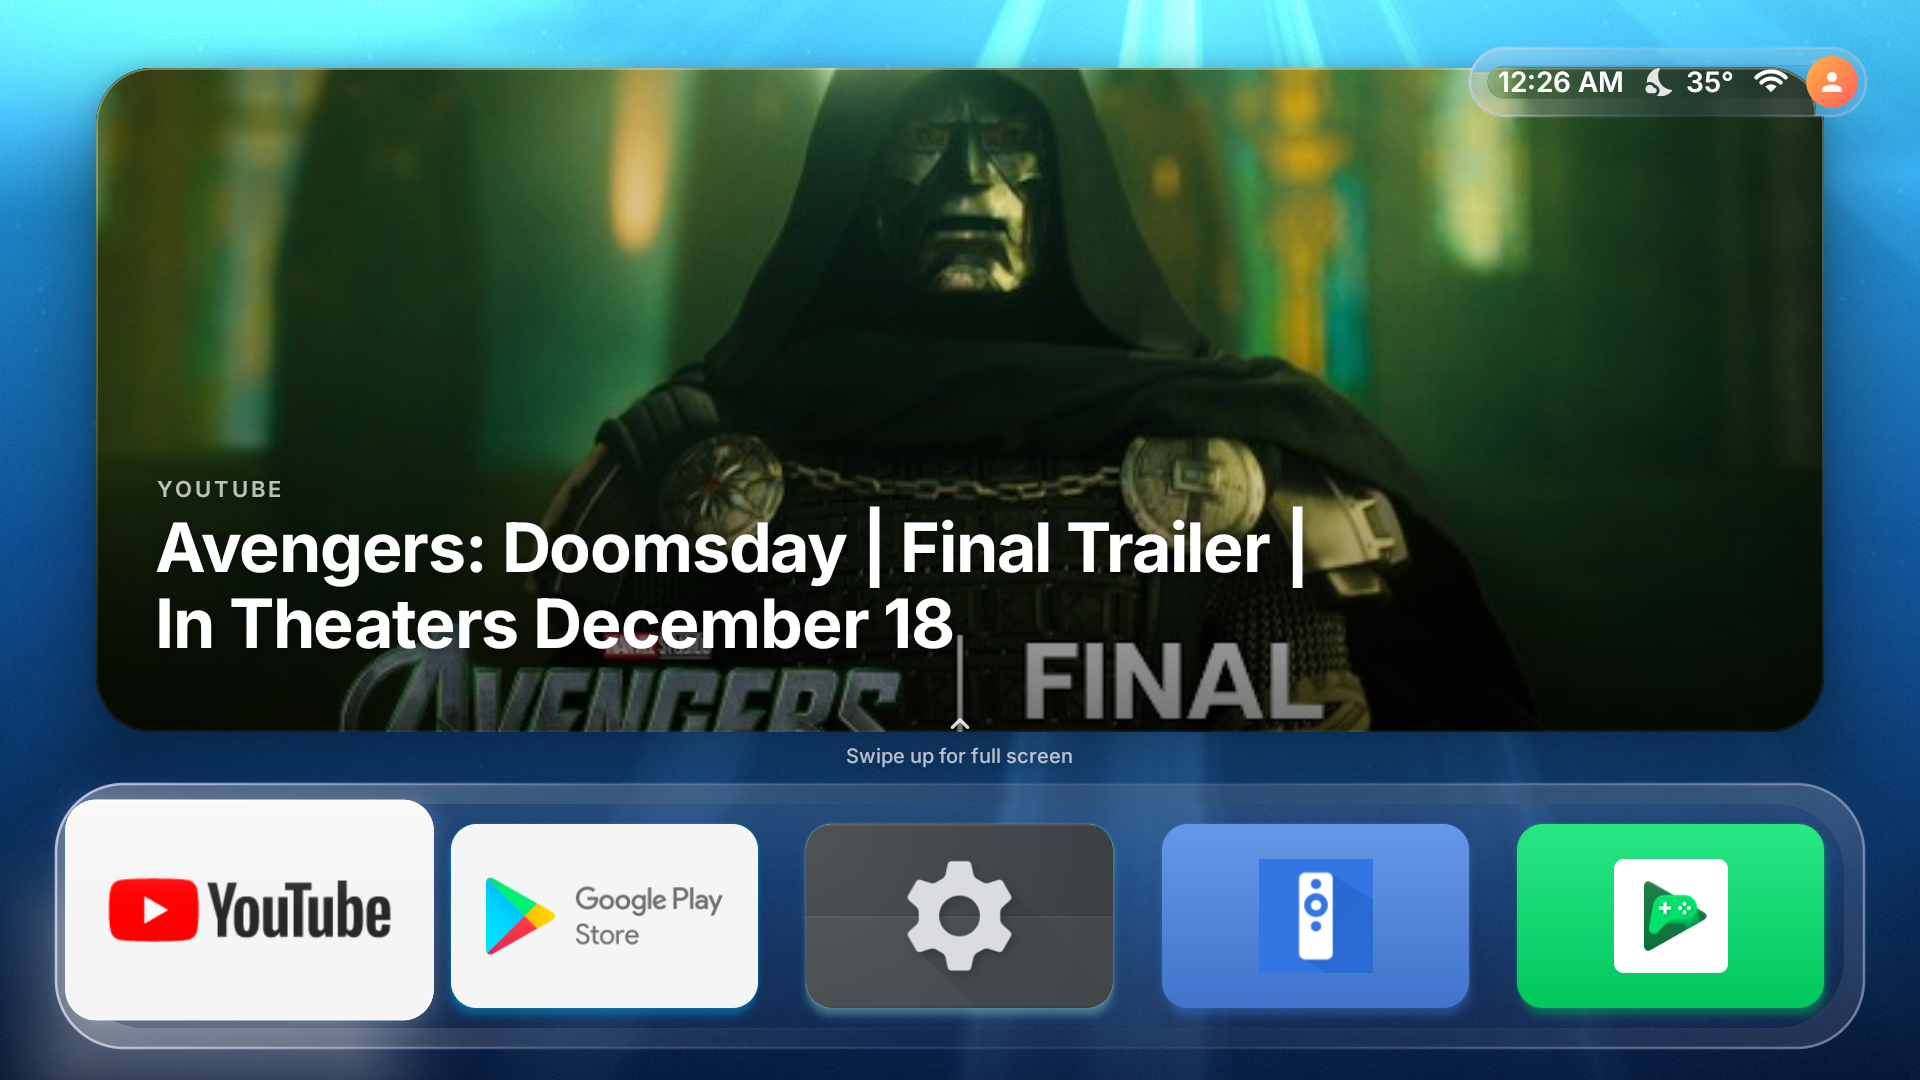 12:26 AM 35°
YOUTUBE
Avengers: Doomsday | Final Trailer |
In Theaters December 18
AVENGERS | FINAL
Swipe up for full screen
YouTube
Google Play
Store